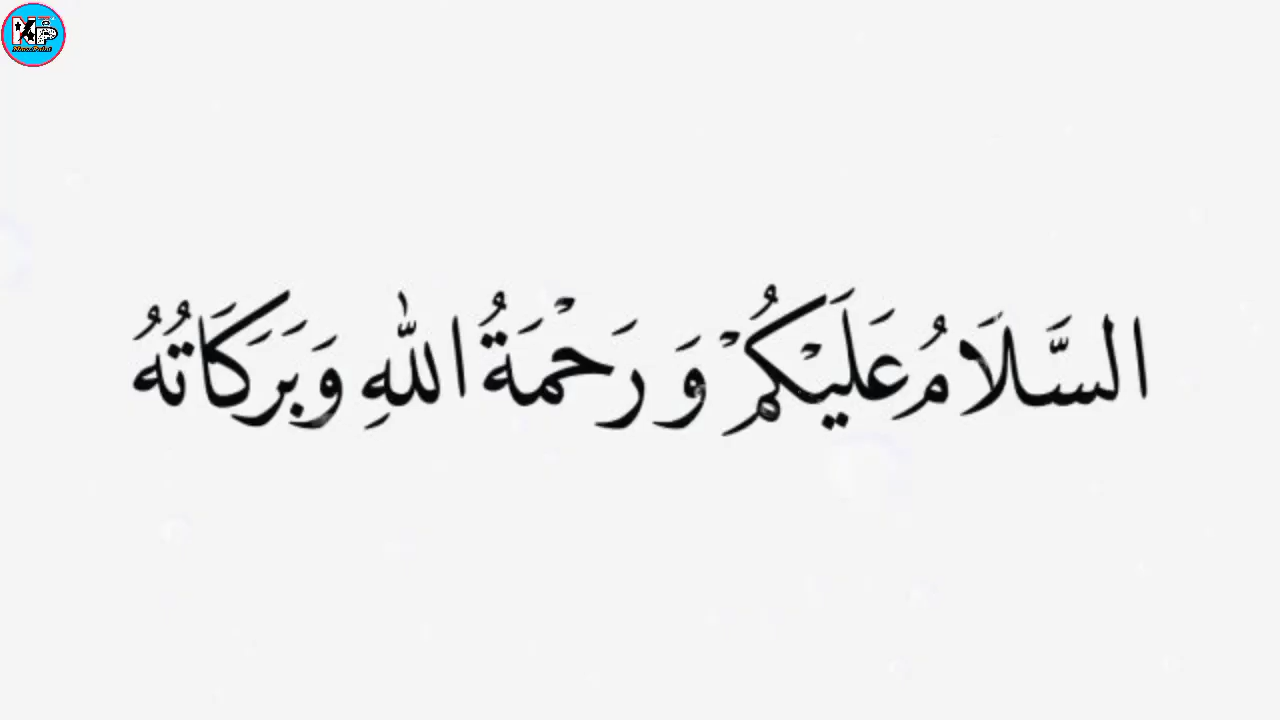 السَّلَامُ عَلَيْكُمْ وَ رَحْمَةُ اللّٰهِ وَبَرَكَاتُهُ